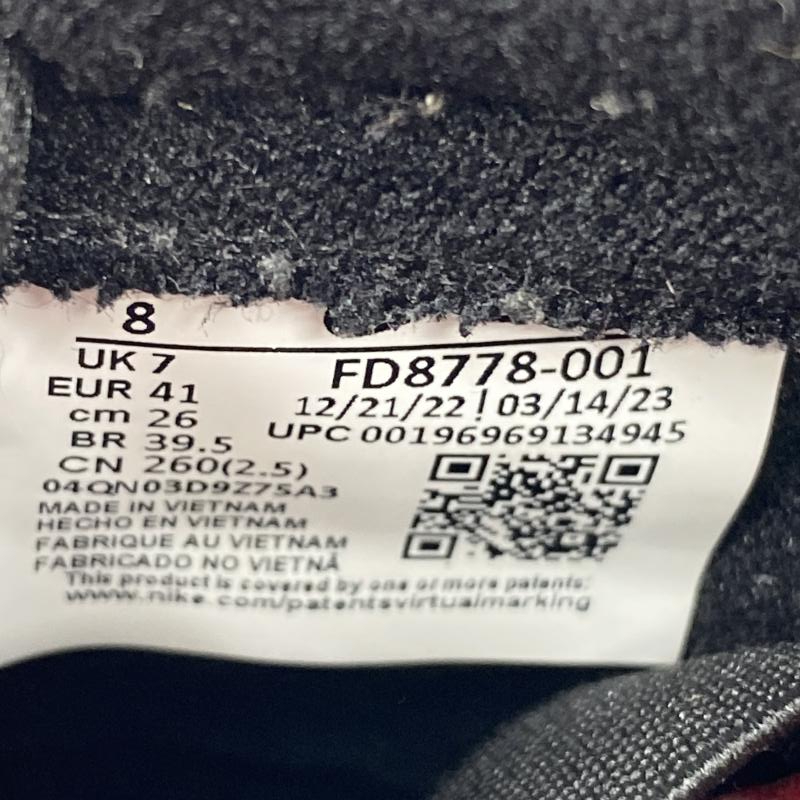 8
UK 7
EUR 41
cm 26
BR 39.5
CN 260(2.5)
04QN03D9Z75A3
MADE IN VIETNAM
HECHO EN VIETNAM
FABRIQUE AU VIETNAM
FABRICADO NO VIETNÃ
FD8778-001
12/21/22 ! 03/14/23
UPC 00196969134945
This product is covered by one or more patents:
www.nike.com/patentsvirtualmarking